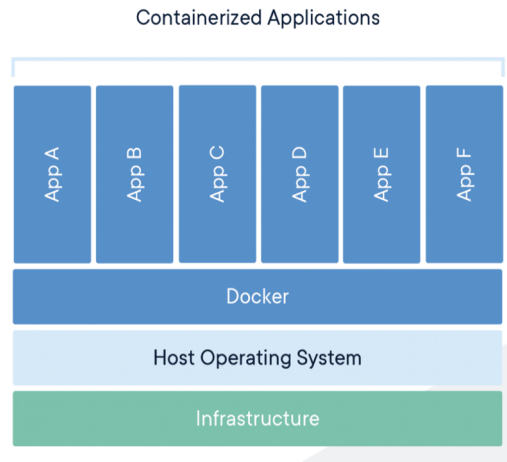 Containerized Applications
App A
App B
App C
App D
App E
App F
Docker
Host Operating System
Infrastructure